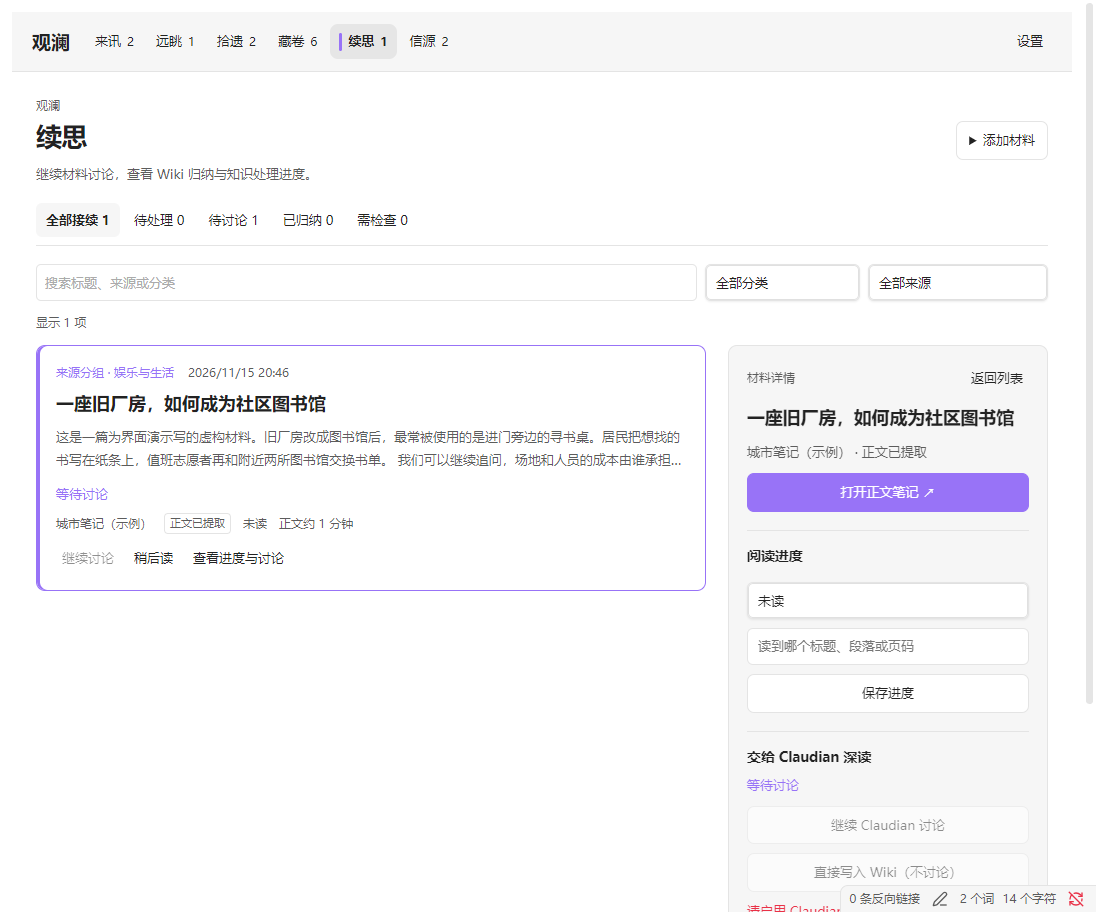 观澜 来讯 2 远眺 1 拾遗 2 藏卷 6 续思 1 信源 2 设置
观澜
续思
▶ 添加材料
继续材料讨论，查看 Wiki 归纳与知识处理进度。
全部接续 1 待处理 0 待讨论 1 已归纳 0 需检查 0
搜索标题、来源或分类 全部分类 全部来源
显示 1 项
来源分组 · 娱乐与生活 2026/11/15 20:46
一座旧厂房，如何成为社区图书馆
这是一篇为界面演示写的虚构材料。旧厂房改成图书馆后，最常被使用的是进门旁边的寻书桌。居民把想找的
书写在纸条上，值班志愿者再和附近两所图书馆交换书单。 我们可以继续追问，场地和人员的成本由谁承担...
等待讨论
城市笔记（示例） 正文已提取 未读 正文约 1 分钟
继续讨论 稍后读 查看进度与讨论
材料详情 返回列表
一座旧厂房，如何成为社区图书馆
城市笔记（示例） · 正文已提取
打开正文笔记 ↗
阅读进度
未读
读到哪个标题、段落或页码
保存进度
交给 Claudian 深读
等待讨论
继续 Claudian 讨论
直接写入 Wiki（不讨论）
请启用 Claudian
0 条反向链接 2 个词 14 个字符